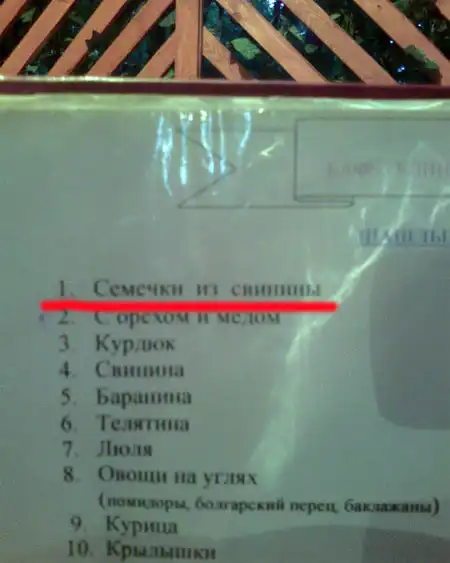 ШАШЛЫ
1. Семечки из свинины
2. С орехом и медом
3 Курдюк
4. Свинина
5. Баранина
6. Телятина
7. Люля
8. Овощи на углях
(помидоры, болгарский перец, баклажаны)
9. Курица
10. Крылышки